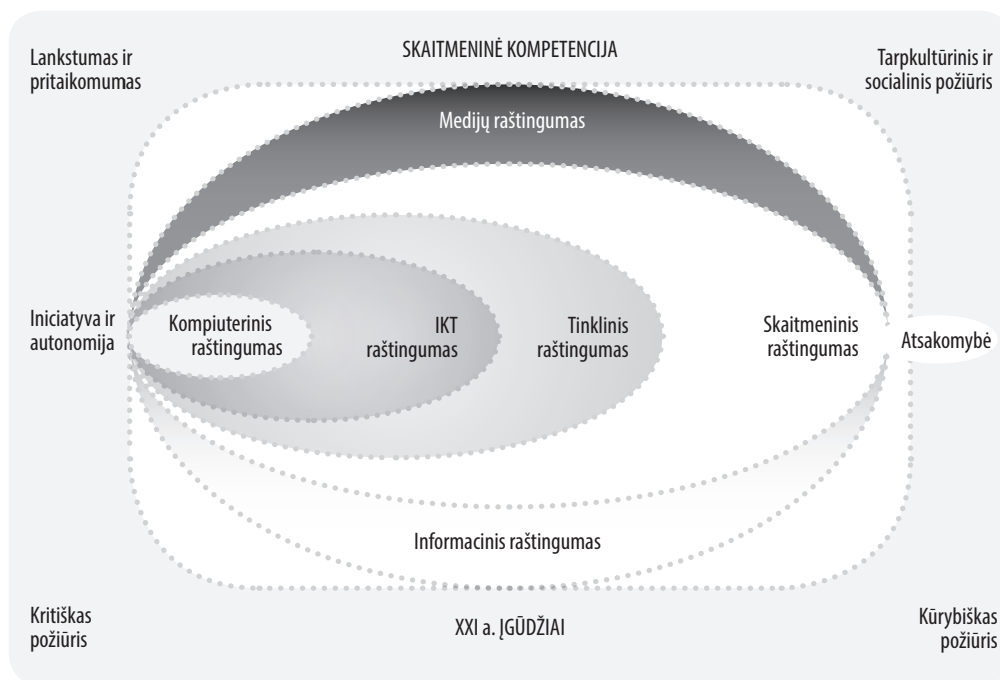 Lankstumas ir
pritaikomumas
SKAITMENINĖ KOMPETENCIJA
Tarpkultūrinis ir
socialinis požiūris
Medijų raštingumas
Iniciatyva ir
autonomija
Kompiuterinis
raštingumas
IKT
raštingumas
Tinklinis
raštingumas
Skaitmeninis
raštingumas
Atsakomybė
Informacinis raštingumas
Kritiškas
požiūris
XXI a. ĮGŪDŽIAI
Kūrybiškas
požiūris